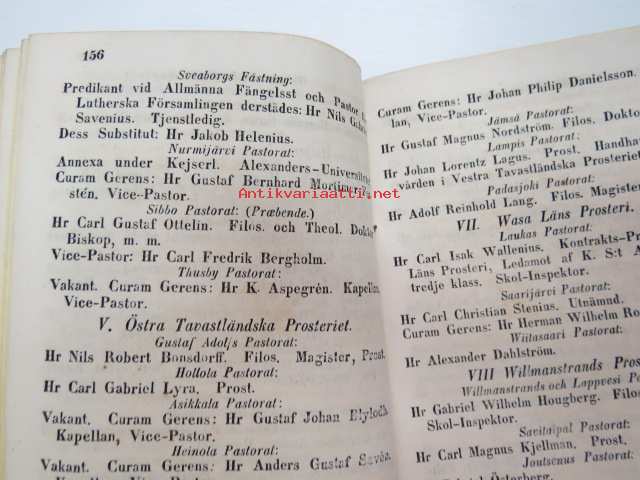 156
Sveaborgs Fästning:
Predikant vid Allmänna Fängelsst och Pastor
Lutherska Församlingen derstädes: Hr Nils
Savenius. Tjenstledig.
Dess Substitut: Hr Jakob Helenius.
Nurmijärvi Pastorat:
Annexa under Kejserl. Alexanders-Universitetet
Curam Gerens: Hr Gustaf Bernhard
stén. Vice-Pastor.
Sibbo Pastorat: (Præbende.)
Hr Carl Gustaf Ottelin. Filos. och Theol. Doktor
Biskop, m. m.
Vice-Pastor: Hr Carl Fredrik Bergholm.
Thusby Pastorat:
Vakant. Curam Gerens: Hr K. Aspegrén. Kapellan,
Vice-Pastor.
V. Östra Tavastländska Prosteriet.
Gustaf Adolfs Pastorat:
Hr Nils Robert Bonsdorff. Filos. Magister, Prost.
Hollola Pastorat:
Hr Carl Gabriel Lyra. Prost.
Asikkala Pastorat:
Vakant. Curam Gerens: Hr Gustaf Johan
Kapellan, Vice-Pastor.
Heinola Pastorat:
Vakant. Curam Gerens: Hr Anders Gustaf Savén.
Curam Gerens: Hr Johan Philip Danielsson.
lan, Vice-Pastor.
Jämsä Pastorat:
Hr Gustaf Magnus Nordström. Filos. Dokto
Lampis Pastorat:
Hr Johan Lorentz Lagus. Prost. Handhar
värden i Vestra Tavastländska Prosterie
Padasjoki Pastorat:
Hr Adolf Reinhold Lang. Filos. Magister
VII. Wasa Läns Prosteri.
Laukas Pastorat:
Hr Carl Isak Wallenius. Kontrakts-Pr
Läns Prosteri, Ledamot af K. S:t A
tredje klass. Skol-Inspektor.
Saarijärvi Pastorat:
Hr Carl Christian Stenius. Utnämnd.
Curam Gerens: Hr Herman Wilhelm Ro
Wiitasaari Pastorat:
Hr Alexander Dahlström.
VIII Willmanstrands Pros
Willmanstrands och Lappvesi Pa
Hr Gabriel Wilhelm Hougberg. Filo
Skol-Inspektor.
Savitaipal Pastorat:
Hr Carl Magnus Kjellman. Prost.
Joutsenus Pastorat:
Österberg.
Antikvariaatti.net